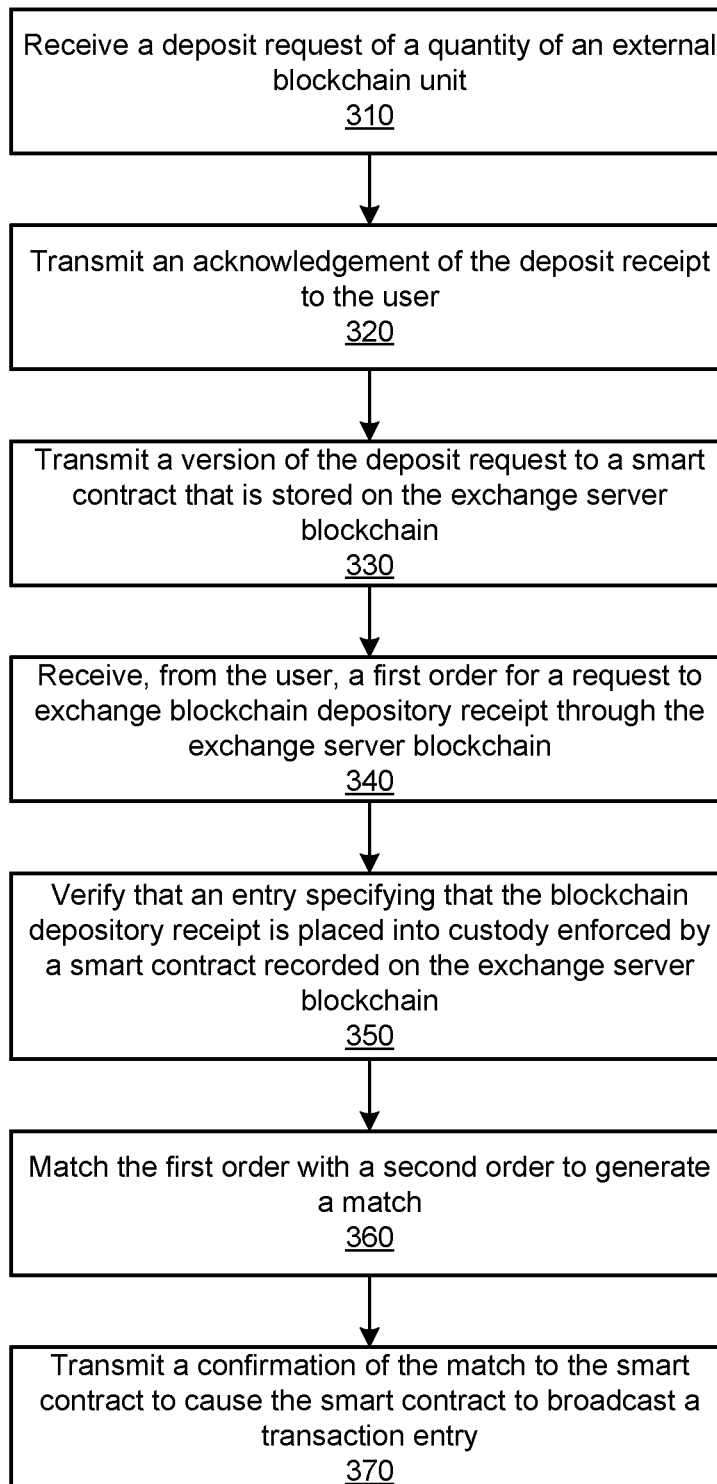 Receive a deposit request of a quantity of an external
blockchain unit
310
Transmit an acknowledgement of the deposit receipt
to the user
320
Transmit a version of the deposit request to a smart
contract that is stored on the exchange server
blockchain
330
Receive, from the user, a first order for a request to
exchange blockchain depository receipt through the
exchange server blockchain
340
Verify that an entry specifying that the blockchain
depository receipt is placed into custody enforced by
a smart contract recorded on the exchange server
blockchain
350
Match the first order with a second order to generate
a match
360
Transmit a confirmation of the match to the smart
contract to cause the smart contract to broadcast a
transaction entry
370